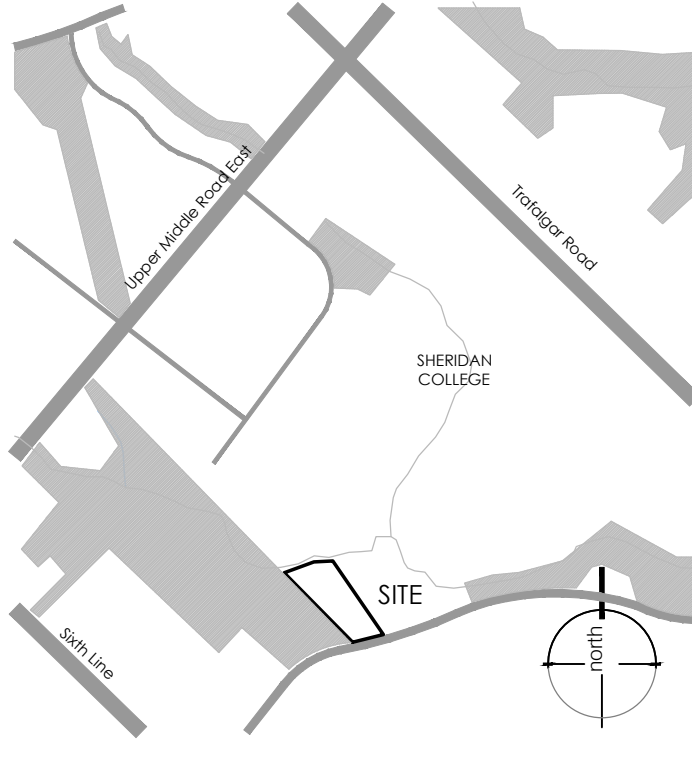 Upper Middle Road East
Trafalgar Road
SHERIDAN
COLLEGE
SITE
Sixth Line
north